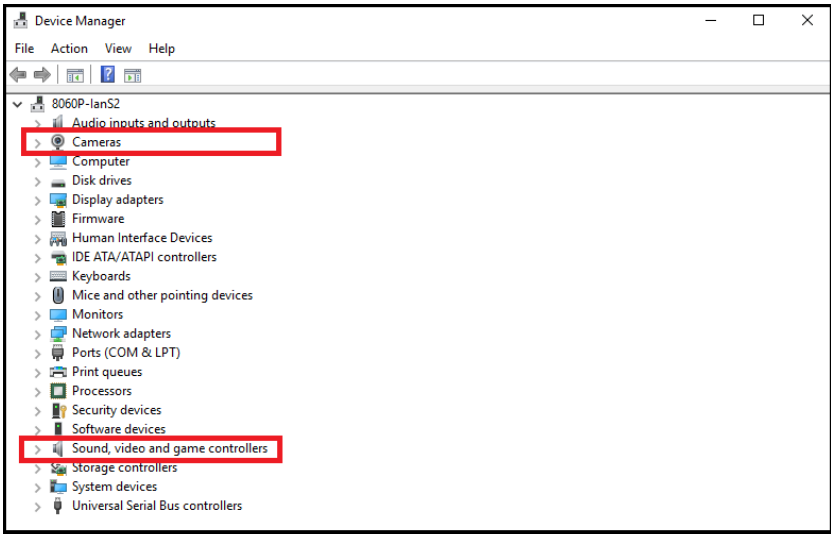 Device Manager
File Action View Help
8060P-IanS2
Audio inputs and outputs
Cameras
Computer
Disk drives
Display adapters
Firmware
Human Interface Devices
IDE ATA/ATAPI controllers
Keyboards
Mice and other pointing devices
Monitors
Network adapters
Ports (COM & LPT)
Print queues
Processors
Security devices
Software devices
Sound, video and game controllers
Storage controllers
System devices
Universal Serial Bus controllers